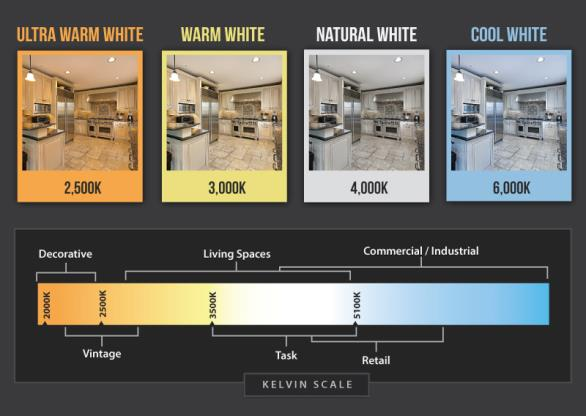 ULTRA WARM WHITE
WARM WHITE
NATURAL WHITE
COOL WHITE
2,500K
3,000K
4,000K
6,000K
Decorative
Living Spaces
Commercial / Industrial
2000K
2500K
3500K
5100K
Vintage
Task
Retail
KELVIN SCALE